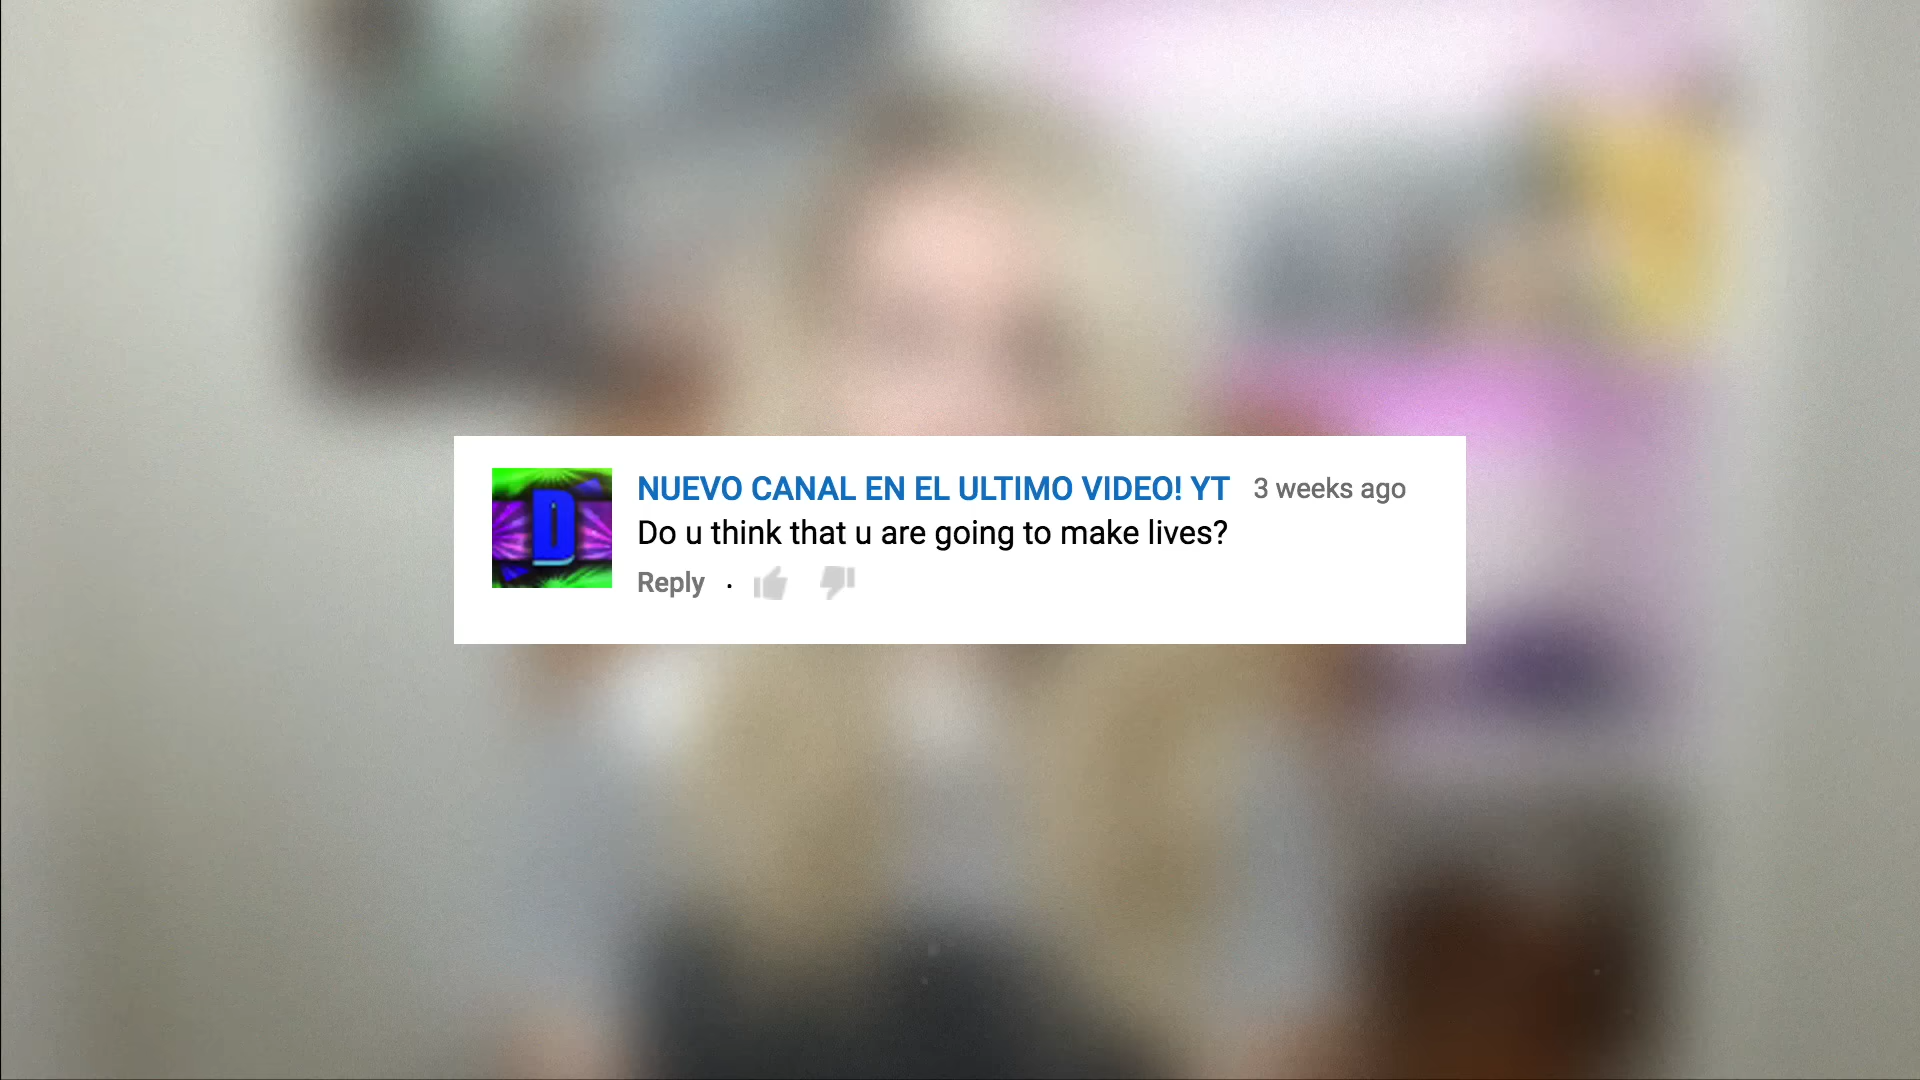 NUEVO CANAL EN EL ULTIMO VIDEO! YT 3 weeks ago
Do u think that u are going to make lives?
Reply
D